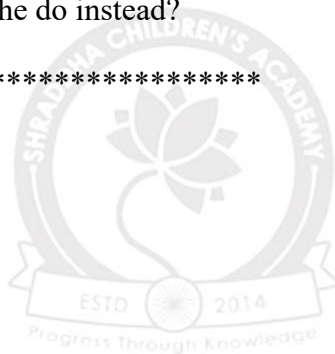 he do instead?
*****************
SHRADDHA CHILDREN'S ACADEMY
ESTD 2014
Progress Through Knowledge